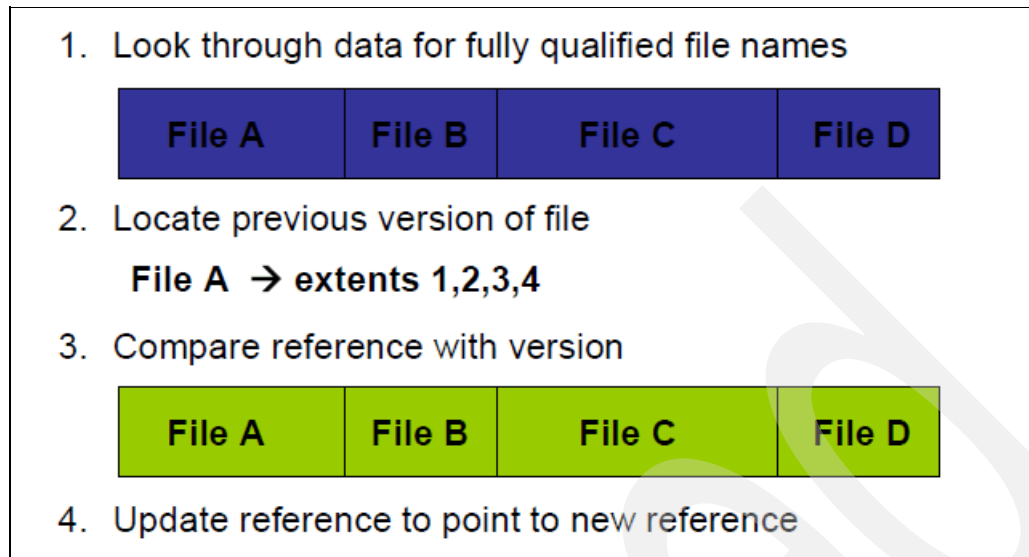 1. Look through data for fully qualified file names
File A File B File C File D
2. Locate previous version of file
File A → extents 1,2,3,4
3. Compare reference with version
File A File B File C File D
4. Update reference to point to new reference